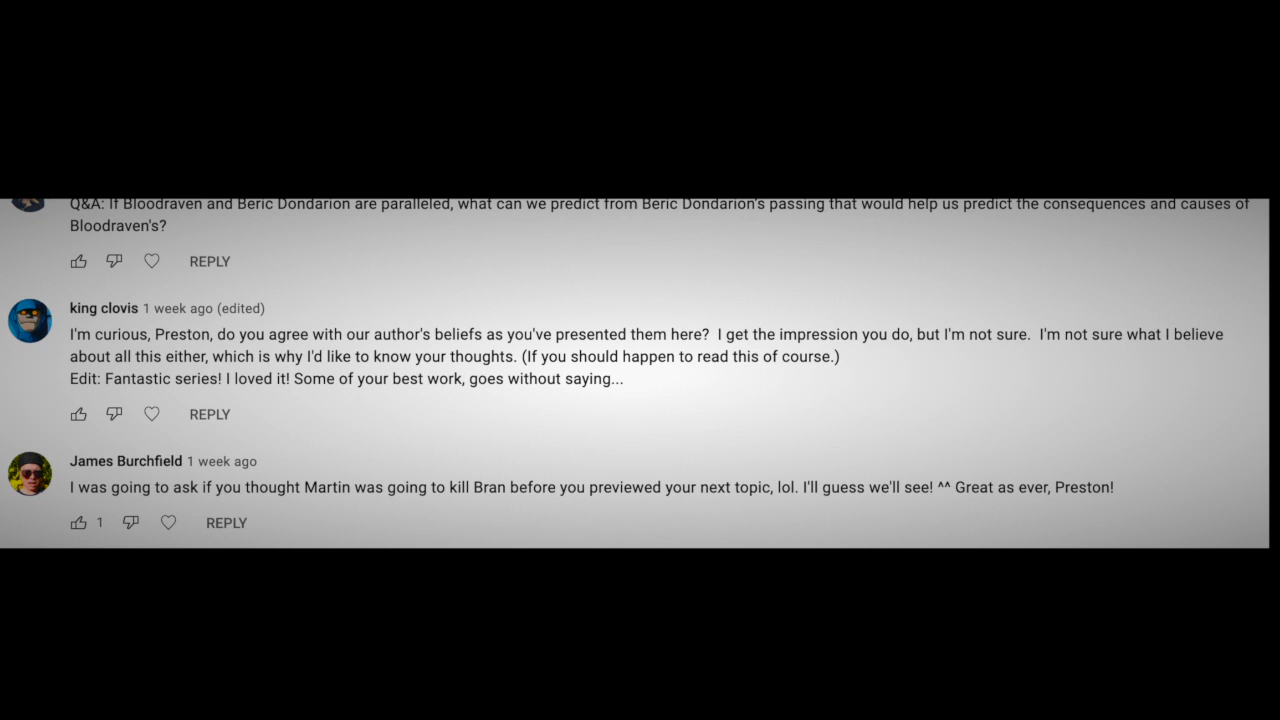 Q&A: If Bloodraven and Beric Dondarion are paralleled, what can we predict from Beric Dondarion's passing that would help us predict the consequences and causes of
Bloodraven's?
REPLY
king clovis 1 week ago (edited)
I'm curious, Preston, do you agree with our author's beliefs as you've presented them here?  I get the impression you do, but I'm not sure.  I'm not sure what I believe
about all this either, which is why I'd like to know your thoughts. (If you should happen to read this of course.)
Edit: Fantastic series! I loved it! Some of your best work, goes without saying...
REPLY
James Burchfield 1 week ago
I was going to ask if you thought Martin was going to kill Bran before you previewed your next topic, lol. I'll guess we'll see! ^^ Great as ever, Preston!
1 REPLY